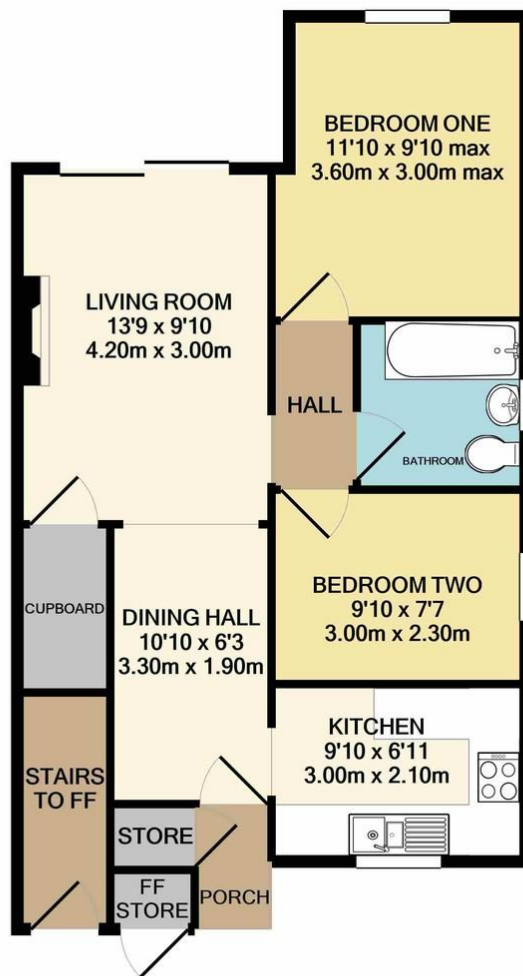 BEDROOM ONE
11'10 x 9'10 max
3.60m x 3.00m max
LIVING ROOM
13'9 x 9'10
4.20m x 3.00m
HALL
BATHROOM
BEDROOM TWO
9'10 x 7'7
3.00m x 2.30m
CUPBOARD
DINING HALL
10'10 x 6'3
3.30m x 1.90m
KITCHEN
9'10 x 6'11
3.00m x 2.10m
STAIRS
TO FF
STORE
FF
STORE
PORCH